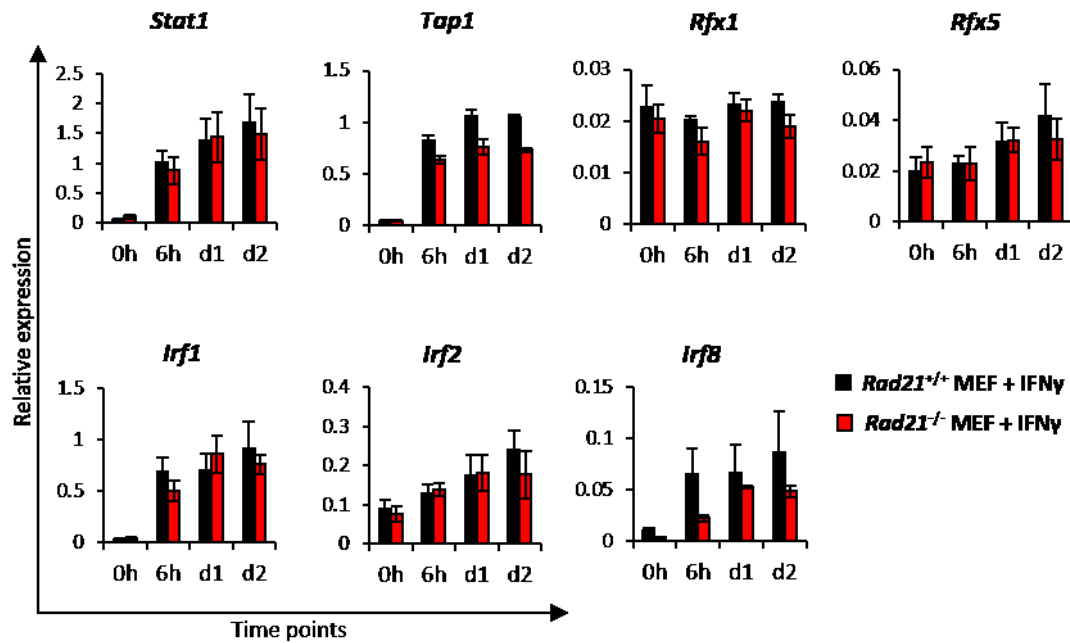 Stat1 Tap1 Rfx1 Rfx5
2.5
2
1.5
1
0.5
0
0h 6h d1 d2
1.5
1
0.5
0
0h 6h d1 d2
0.03
0.02
0.01
0
0h 6h d1 d2
0.06
0.04
0.02
0
0h 6h d1 d2
Relative expression
Irf1 Irf2 Irf8
1.5
1
0.5
0
0h 6h d1 d2
0.4
0.3
0.2
0.1
0
0h 6h d1 d2
0.15
0.1
0.05
0
0h 6h d1 d2
Rad21+/+ MEF + IFNγ
Rad21-/- MEF + IFNγ
Time points